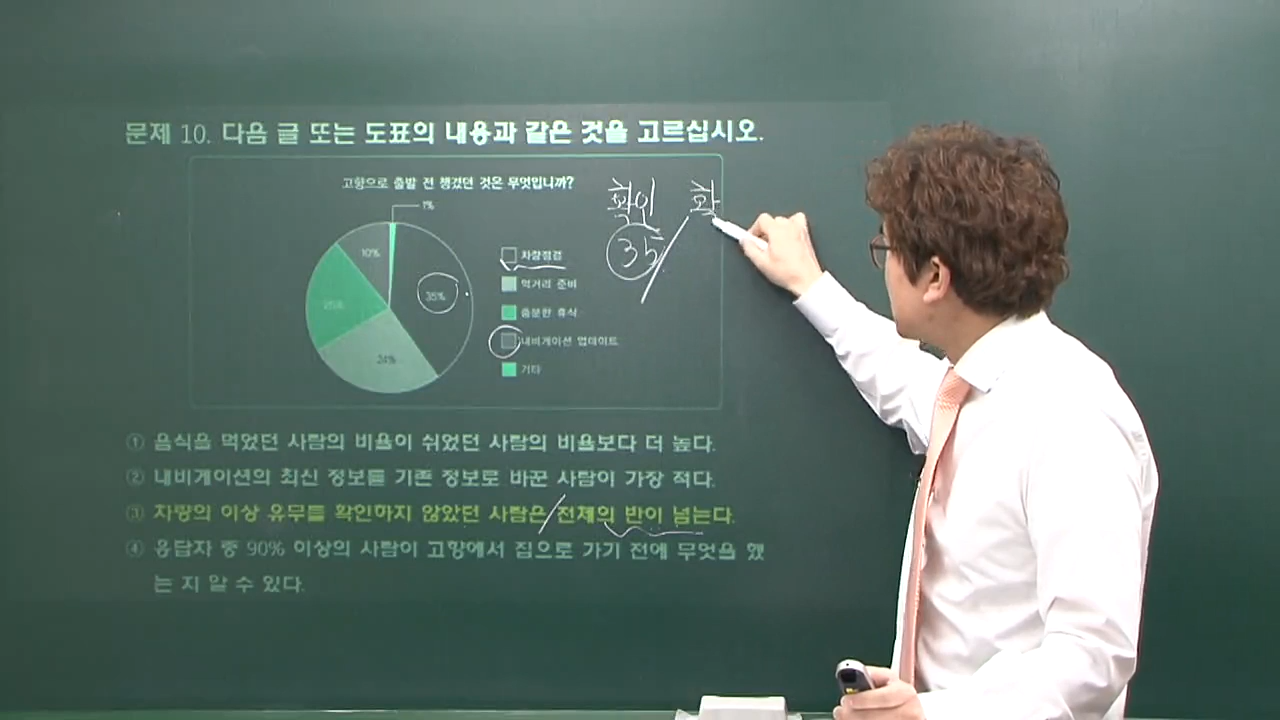 문제 10. 다음 글 또는 도표의 내용과 같은 것을 고르십시오.
고향으로 출발 전 챙겼던 것은 무엇입니까?
1%
10%
35%
25%
24%
차량점검
먹거리 준비
충분한 휴식
내비게이션 업데이트
기타
확인 확
35
① 음식을 먹었던 사람의 비율이 쉬었던 사람의 비율보다 더 높다.
② 내비게이션의 최신 정보를 기존 정보로 바꾼 사람이 가장 적다.
③ 차량의 이상 유무를 확인하지 않았던 사람은 전체의 반이 넘는다.
④ 응답자 중 90% 이상의 사람이 고향에서 집으로 가기 전에 무엇을 했
는 지 알 수 있다.